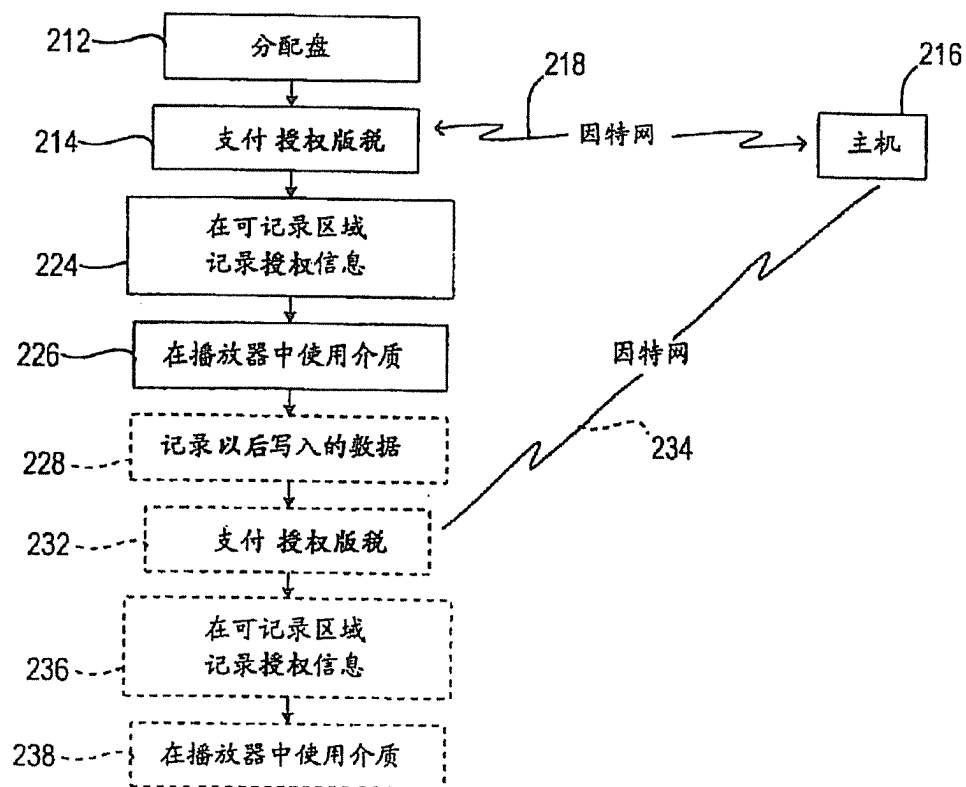 212
分配盘
218
216
214
支付 授权版税
因特网
主机
224
在可记录区域
记录授权信息
226
在播放器中使用介质
因特网
228
记录以后写入的数据
234
232
支付 授权版税
236
在可记录区域
记录授权信息
238
在播放器中使用介质